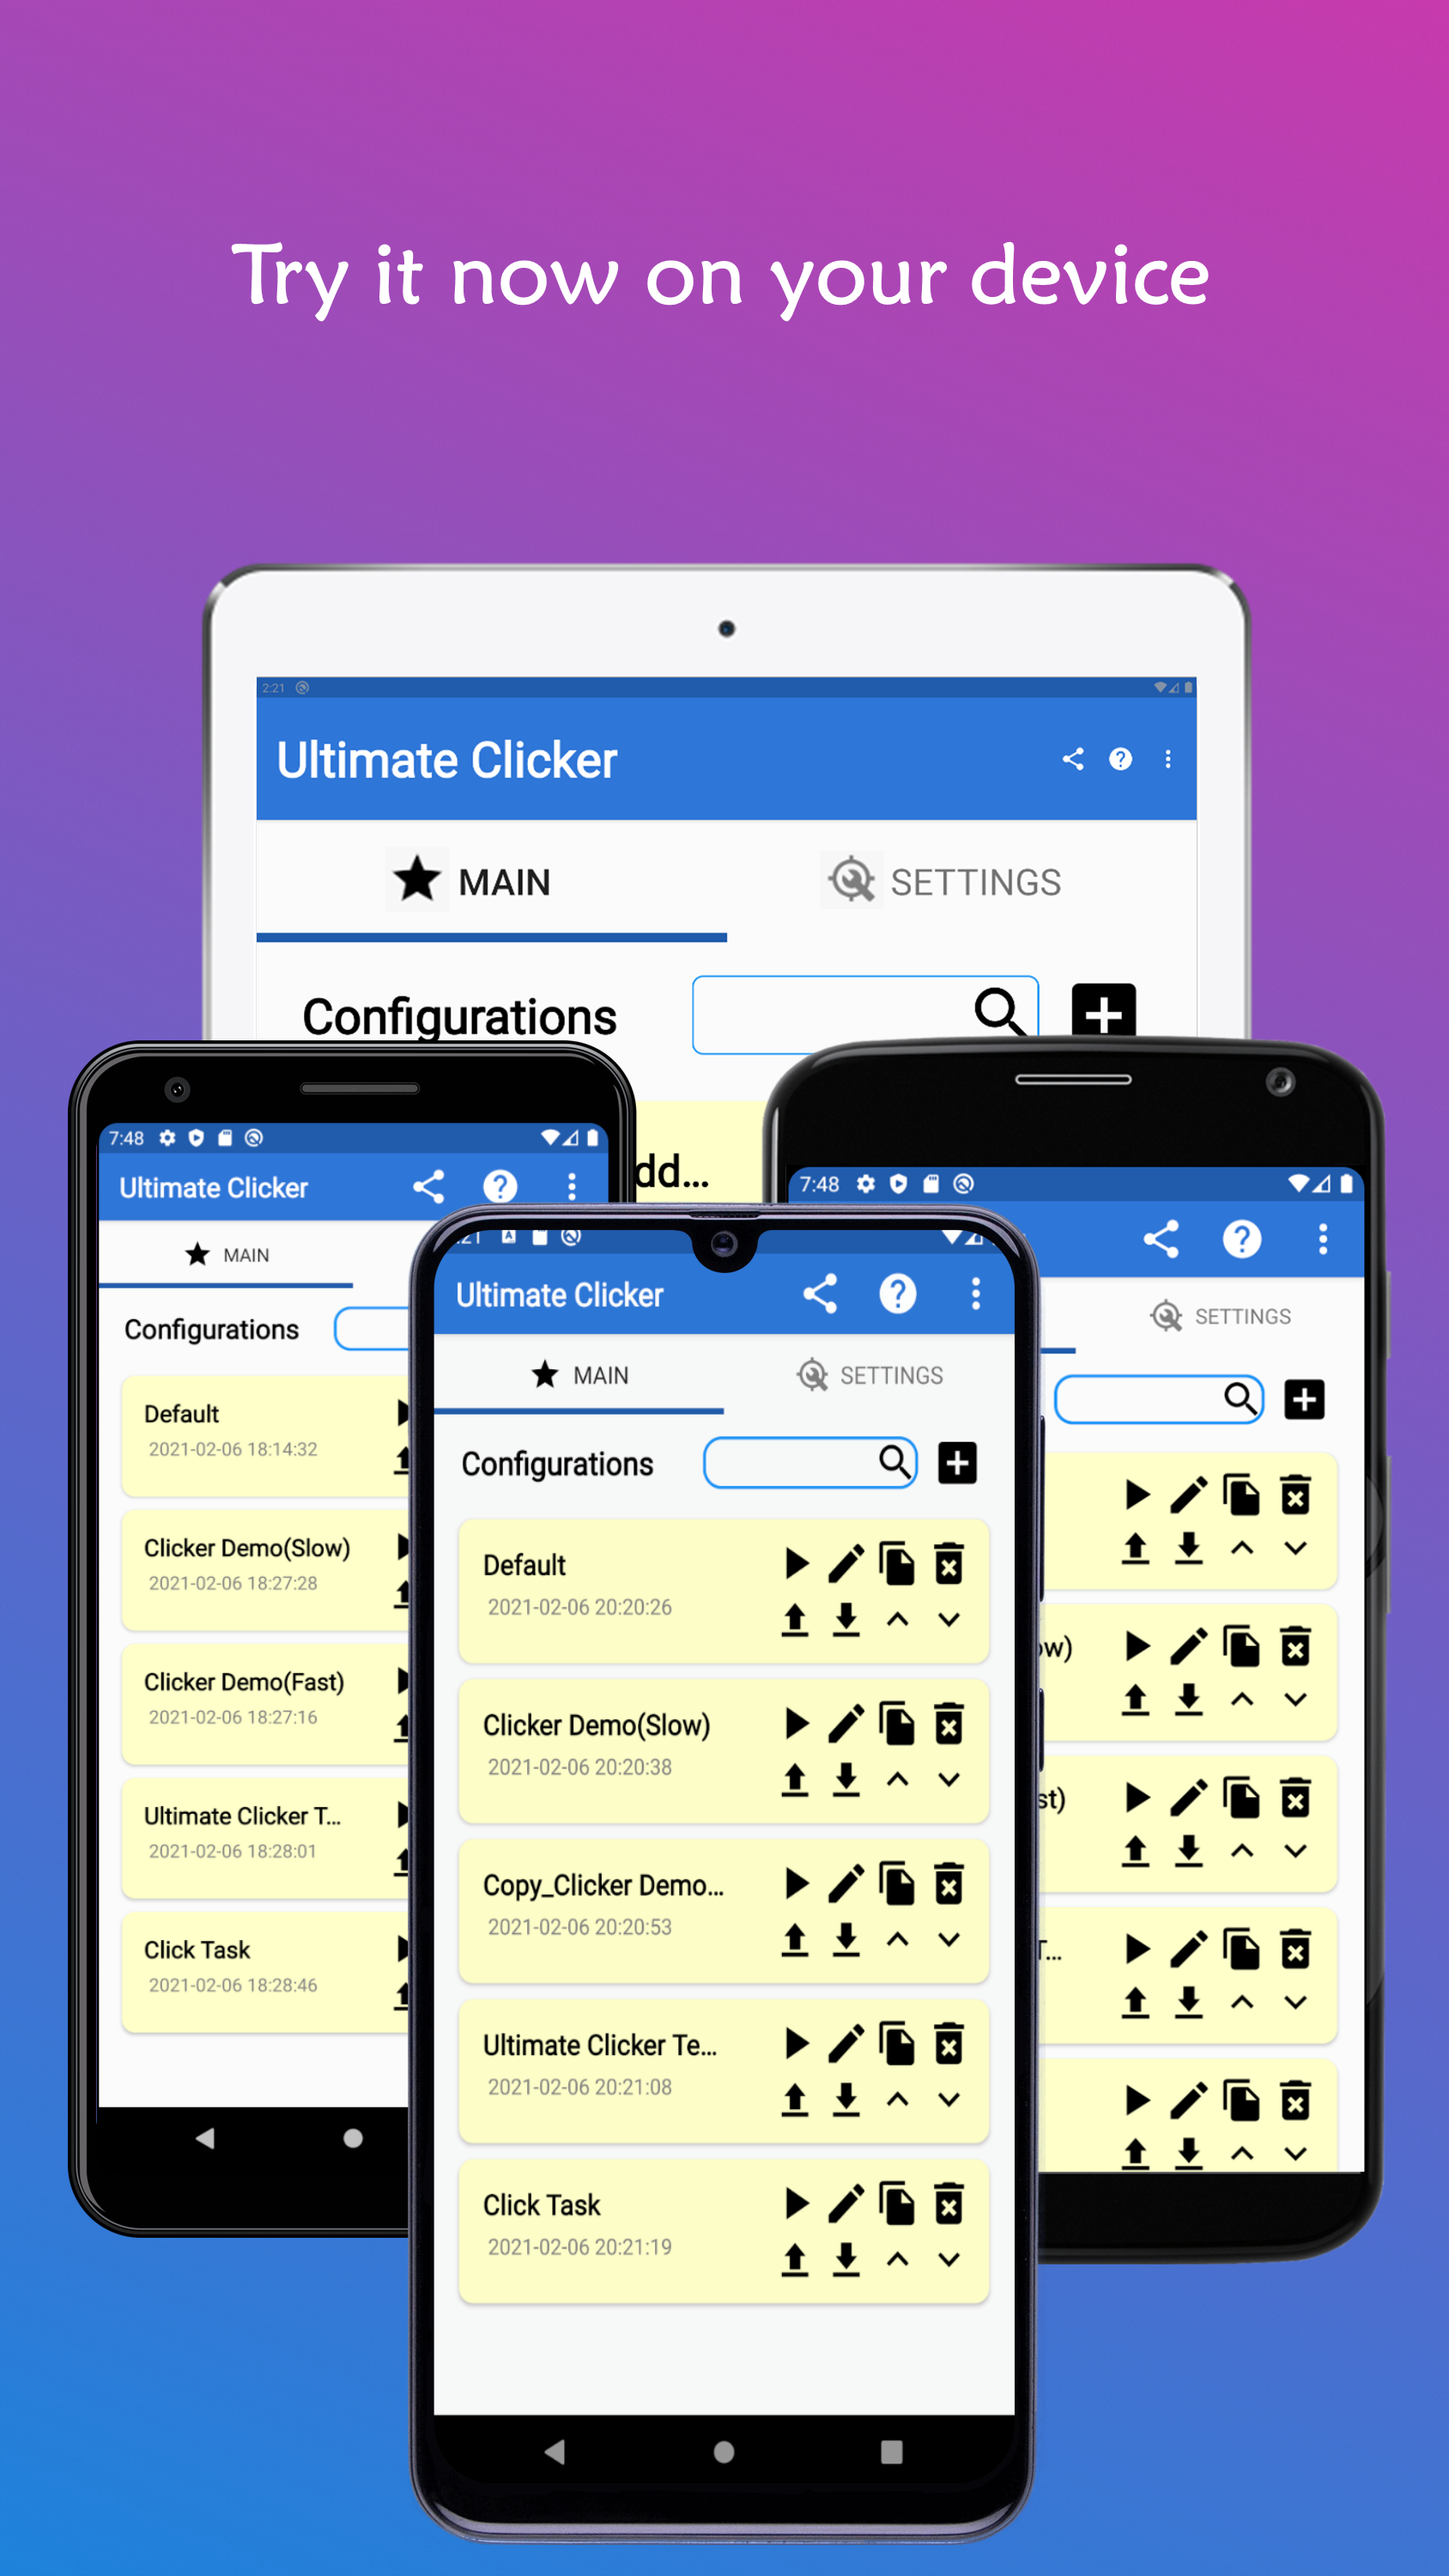 Try it now on your device
2:21
Ultimate Clicker
MAIN
SETTINGS
Configurations
dd...
7:48
Ultimate Clicker
MAIN
Configurations
Default
2021-02-06 18:14:32
Clicker Demo(Slow)
2021-02-06 18:27:28
Clicker Demo(Fast)
2021-02-06 18:27:16
Ultimate Clicker T...
2021-02-06 18:28:01
Click Task
2021-02-06 18:28:46
7:48
SETTINGS
ow)
st)
T...
:21
Ultimate Clicker
MAIN
SETTINGS
Configurations
Default
2021-02-06 20:20:26
Clicker Demo(Slow)
2021-02-06 20:20:38
Copy_Clicker Demo...
2021-02-06 20:20:53
Ultimate Clicker Te...
2021-02-06 20:21:08
Click Task
2021-02-06 20:21:19